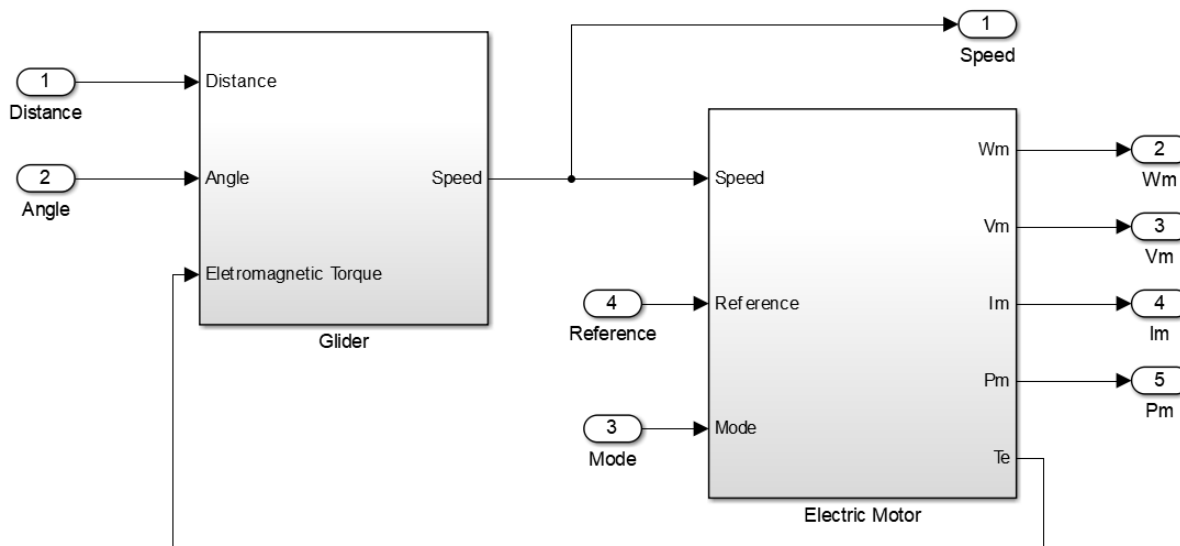 1
Speed
1
Distance
Distance
2
Angle
Angle
Speed
Eletromagnetic Torque
Glider
Speed
Wm
2
Wm
Vm
3
Vm
4
Reference
Reference
Im
4
Im
Pm
5
Pm
3
Mode
Mode
Te
Electric Motor